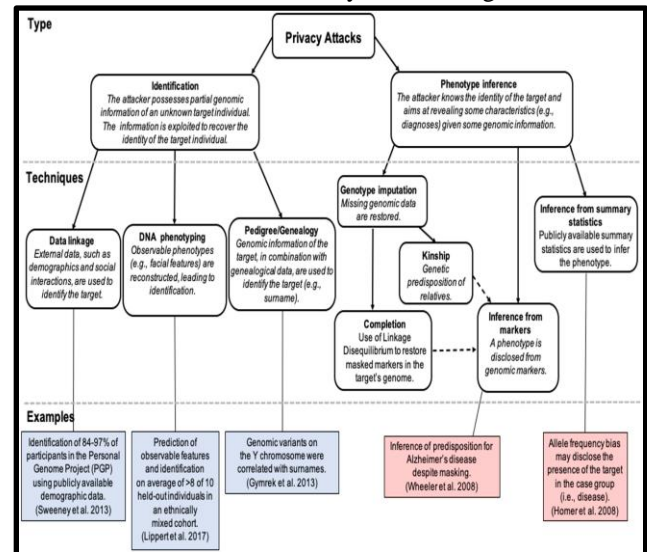 Type
Privacy Attacks
Identification
The attacker possesses partial genomic
information of an unknown target individual.
The information is exploited to recover the
identity of the target individual.
Phenotype inference
The attacker knows the identity of the target and
aims at revealing some characteristics (e.g.,
diagnoses) given some genomic information.
Techniques
Data linkage
External data, such as
demographics and social
interactions, are used to
identify the target.
DNA phenotyping
Observable phenotypes
(e.g., facial features) are
reconstructed, leading to
identification.
Pedigree/Genealogy
Genomic information of the
target, in combination with
genealogical data, are used to
identify the target (e.g.,
surname).
Genotype imputation
Missing genomic data
are restored.
Kinship
Genetic
predisposition of
relatives.
Completion
Use of Linkage
Disequilibrium to restore
masked markers in the
target's genome.
Inference from
markers
A phenotype is
disclosed from
genomic markers.
Inference from summary
statistics
Publicly available summary
statistics are used to infer
the phenotype.
Examples
Identification of 84-97% of
participants in the Personal
Genome Project (PGP)
using publicly available
demographic data.
(Sweeney et al. 2013)
Prediction of
observable features
and identification
on average of >8 of 10
held-out individuals in
an ethnically
mixed cohort.
(Lippert et al. 2017)
Genomic variants on
the Y chromosome were
correlated with surnames.
(Gymrek et al. 2013)
Inference of predisposition for
Alzheimer's disease
despite masking.
(Wheeler et al. 2008)
Allele frequency bias
may disclose the
presence of the target
in the case group
(i.e., disease).
(Homer et al. 2008)